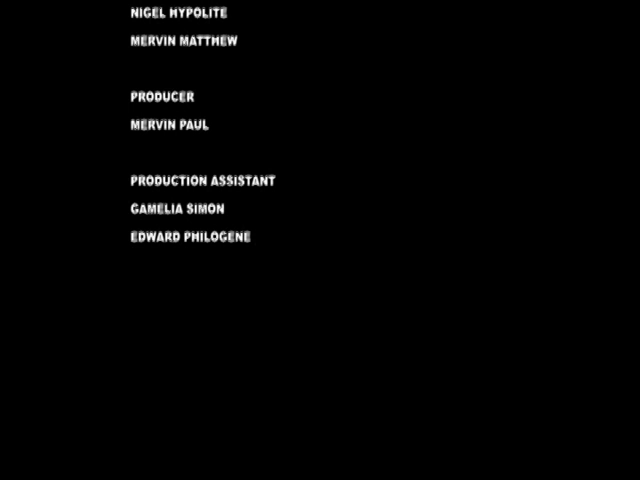 NIGEL HYPOLITE
MERVIN MATTHEW
PRODUCER
MERVIN PAUL
PRODUCTION ASSISTANT
GAMELIA SIMON
EDWARD PHILOGENE